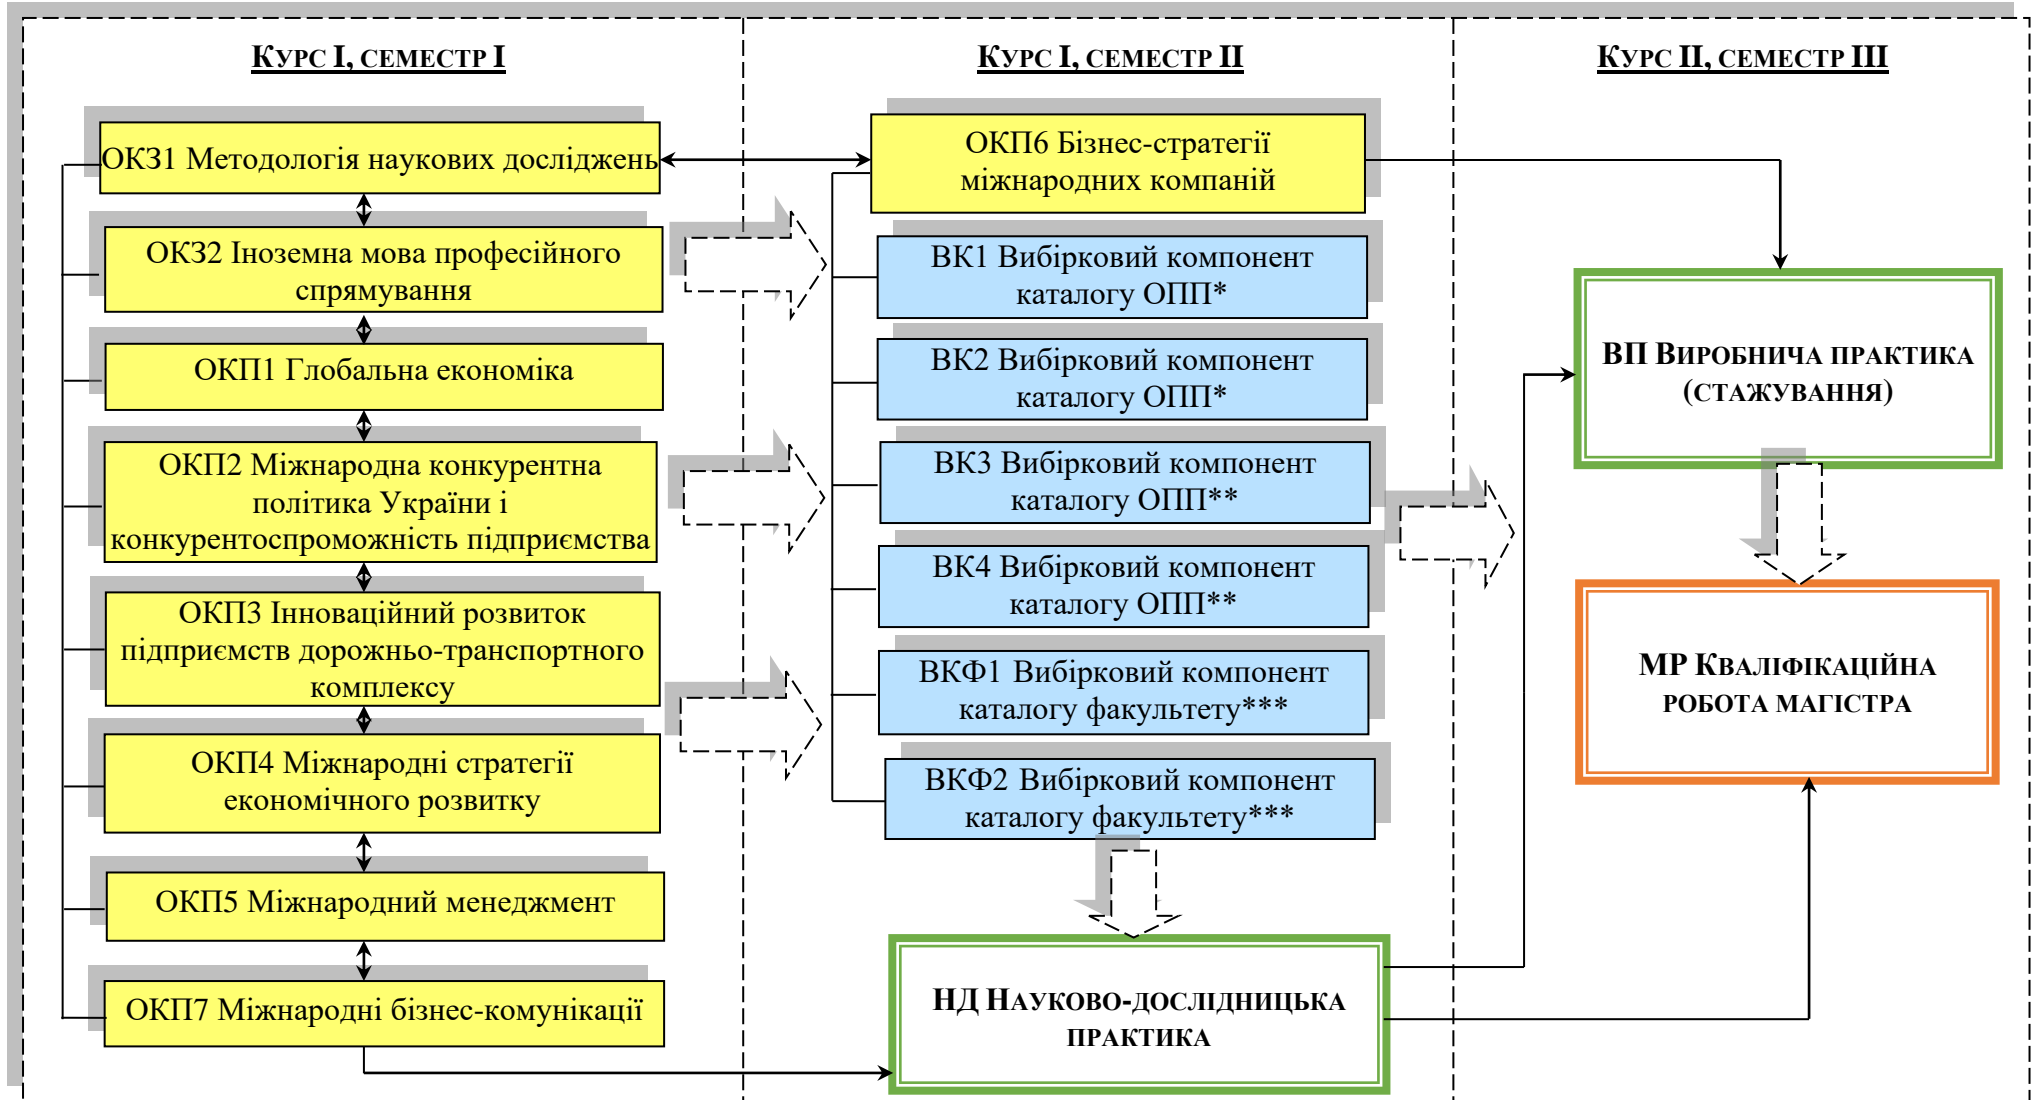 КУРС I, СЕМЕСТР I
ОКЗ1 Методологія наукових досліджень
ОКЗ2 Іноземна мова професійного
спрямування
ОКП1 Глобальна економіка
ОКП2 Міжнародна конкурентна
політика України і
конкурентоспроможність підприємства
ОКП3 Інноваційний розвиток
підприємств дорожньо-транспортного
комплексу
ОКП4 Міжнародні стратегії
економічного розвитку
ОКП5 Міжнародний менеджмент
ОКП7 Міжнародні бізнес-комунікації
КУРС I, СЕМЕСТР II
ОКП6 Бізнес-стратегії
міжнародних компаній
ВК1 Вибірковий компонент
каталогу ОПП*
ВК2 Вибірковий компонент
каталогу ОПП*
ВК3 Вибірковий компонент
каталогу ОПП**
ВК4 Вибірковий компонент
каталогу ОПП**
ВКФ1 Вибірковий компонент
каталогу факультету***
ВКФ2 Вибірковий компонент
каталогу факультету***
НД НАУКОВО-ДОСЛІДНИЦЬКА
ПРАКТИКА
КУРС II, СЕМЕСТР III
ВП ВИРОБНИЧА ПРАКТИКА
(СТАЖУВАННЯ)
МР КВАЛІФІКАЦІЙНА
РОБОТА МАГІСТРА